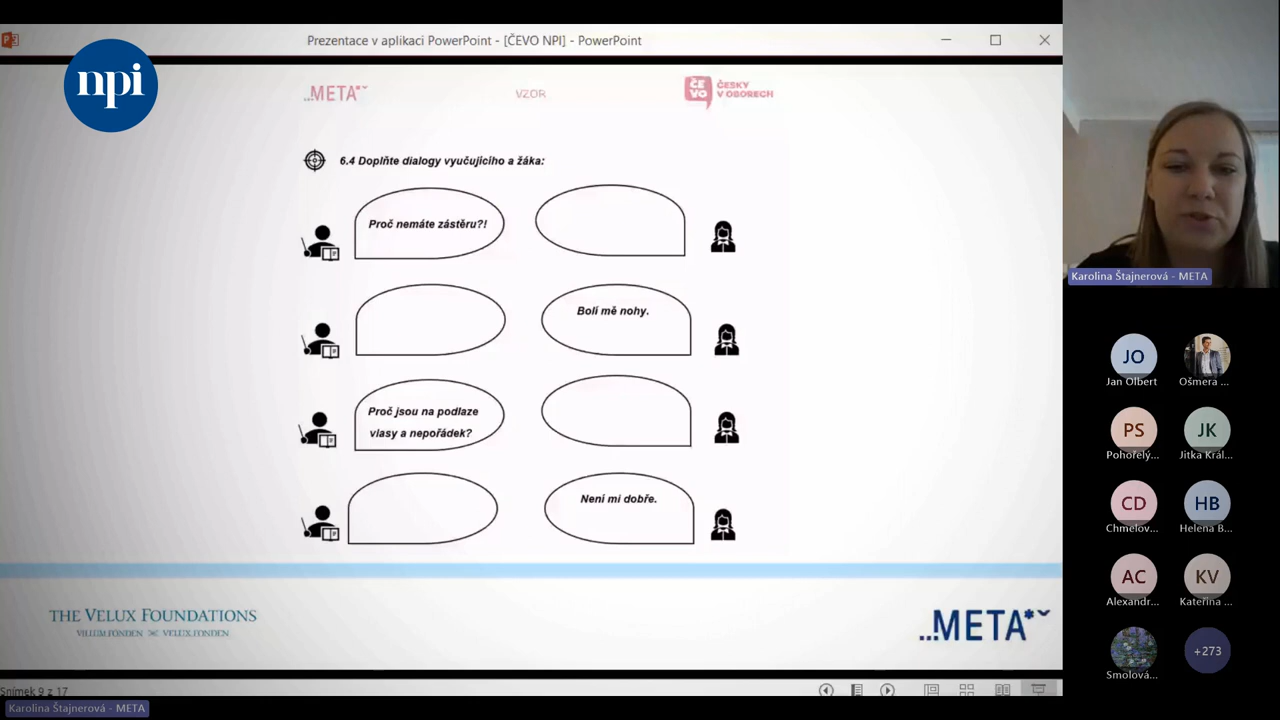 Prezentace v aplikaci PowerPoint - [ČEVO NPI] - PowerPoint
npi
...META*ˇ
VZOR
ČE
VO
ČESKY
V OBORECH
6.4 Doplňte dialogy vyučujícího a žáka:
Proč nemáte zástěru?!
Bolí mě nohy.
Proč jsou na podlaze
vlasy a nepořádek?
Není mi dobře.
THE VELUX FOUNDATIONS
VILLUM FONDEN VELUX FONDEN
...META*ˇ
Snímek 9 z 17
Karolina Štajnerová - META
Karolina Štajnerová - META
JO
Jan Olbert
Ošmera ...
PS
Pohořelý...
JK
Jitka Král...
CD
Chmelov...
HB
Helena B...
AC
Alexandr...
KV
Kateřina ...
Smolová...
+273